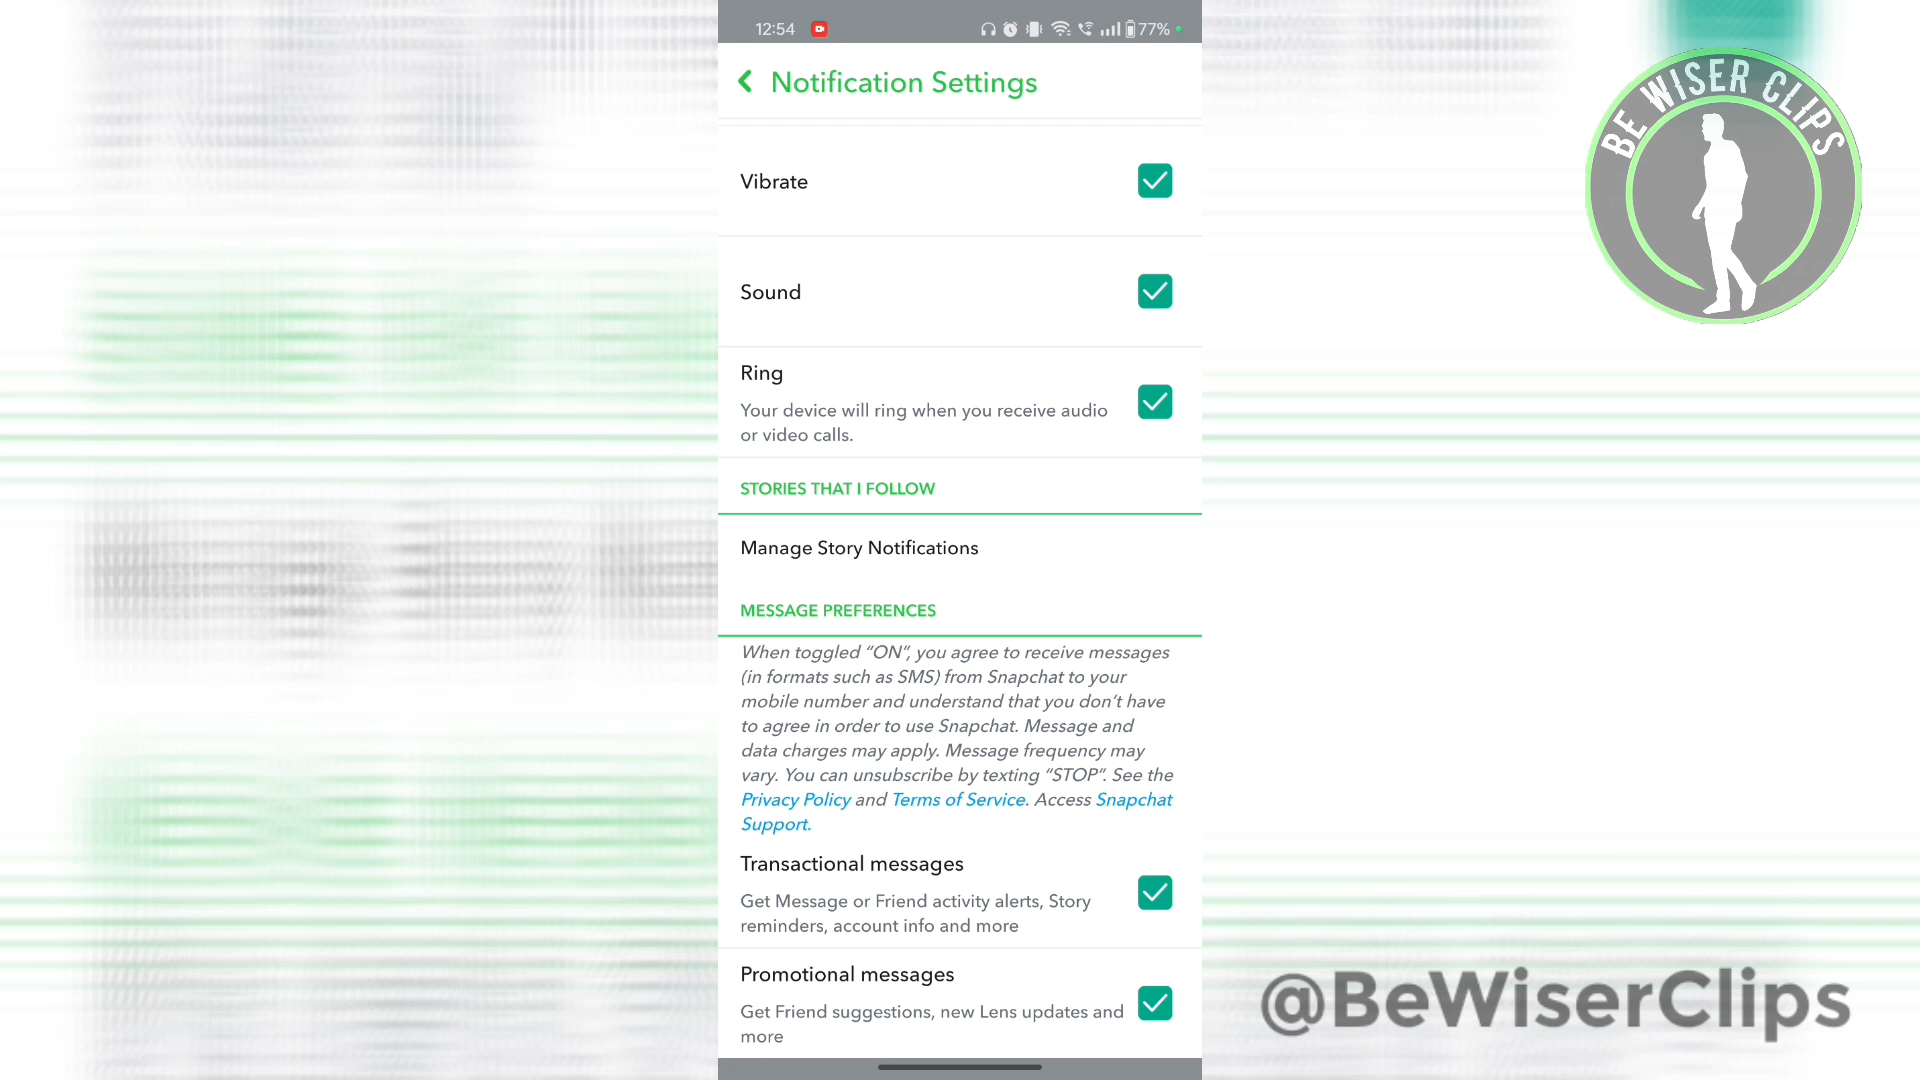 12:54
77%
Notification Settings
BE WISER CLIPS
Vibrate
Sound
Ring
Your device will ring when you receive audio
or video calls.
STORIES THAT I FOLLOW
Manage Story Notifications
MESSAGE PREFERENCES
When toggled “ON”, you agree to receive messages
(in formats such as SMS) from Snapchat to your
mobile number and understand that you don’t have
to agree in order to use Snapchat. Message and
data charges may apply. Message frequency may
vary. You can unsubscribe by texting “STOP”. See the
Privacy Policy and Terms of Service. Access Snapchat
Support.
Transactional messages
Get Message or Friend activity alerts, Story
reminders, account info and more
Promotional messages
Get Friend suggestions, new Lens updates and
more
@BeWiserClips